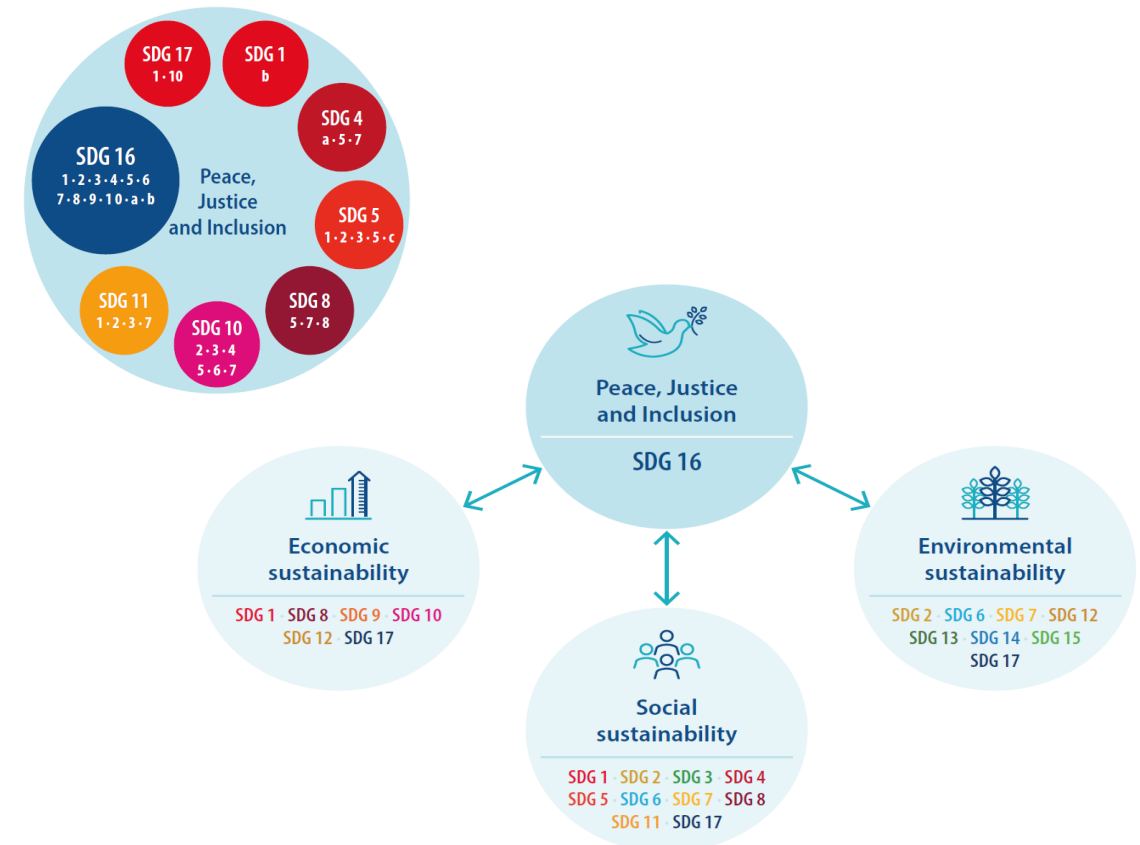 SDG 17
1·10
SDG 1
b
SDG 4
a·5·7
SDG 16
1·2·3·4·5·6
7·8·9·10·a·b
Peace,
Justice
and Inclusion
SDG 5
1·2·3·5·c
SDG 11
1·2·3·7
SDG 10
2·3·4
5·6·7
SDG 8
5·7·8
Peace, Justice
and Inclusion
SDG 16
Economic
sustainability
SDG 1 · SDG 8 · SDG 9 · SDG 10
SDG 12 · SDG 17
Social
sustainability
SDG 1 · SDG 2 · SDG 3 · SDG 4
SDG 5 · SDG 6 · SDG 7 · SDG 8
SDG 11 · SDG 17
Environmental
sustainability
SDG 2 · SDG 6 · SDG 7 · SDG 12
SDG 13 · SDG 14 · SDG 15
SDG 17